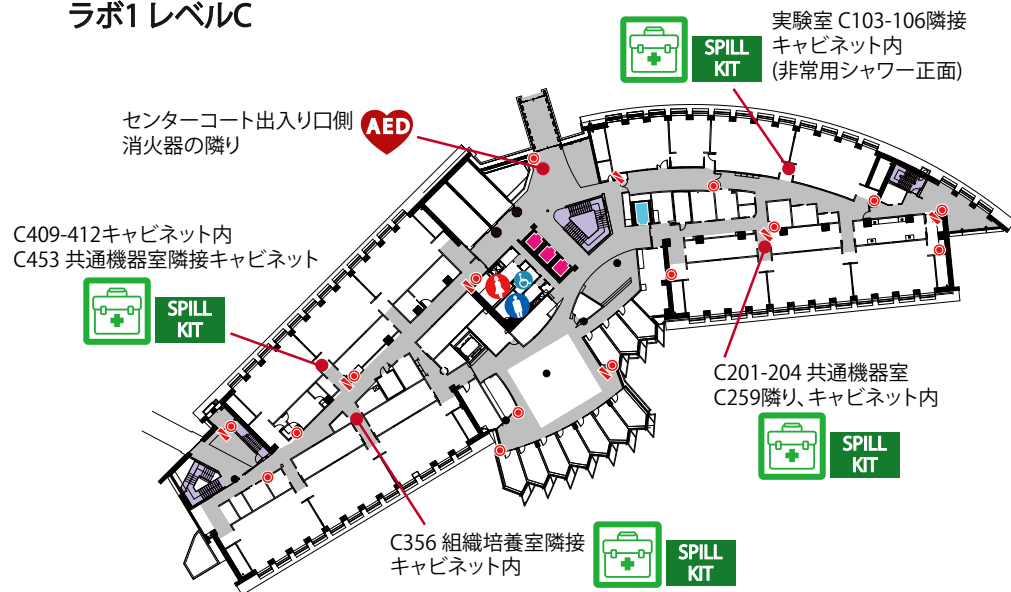 ラボ1 レベルC
実験室 C103-106隣接
キャビネット内
(非常用シャワー正面)
SPILL
KIT
センターコート出入り口側
消火器の隣り
AED
C409-412キャビネット内
C453 共通機器室隣接キャビネット
SPILL
KIT
C201-204 共通機器室
C259隣り、キャビネット内
SPILL
KIT
C356 組織培養室隣接
キャビネット内
SPILL
KIT